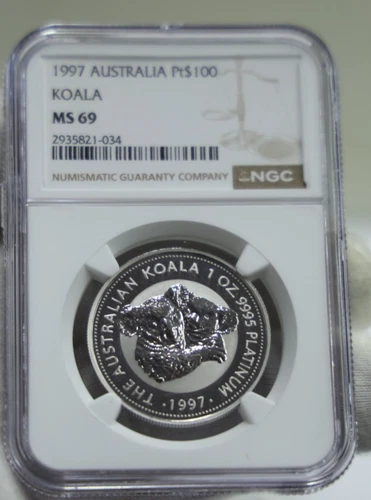 1997 AUSTRALIA Pt$100
KOALA
MS 69
2935821-034
NUMISMATIC GUARANTY COMPANY
NGC
THE AUSTRALIAN KOALA 1 OZ. 9995 PLATINUM
· 1997 ·